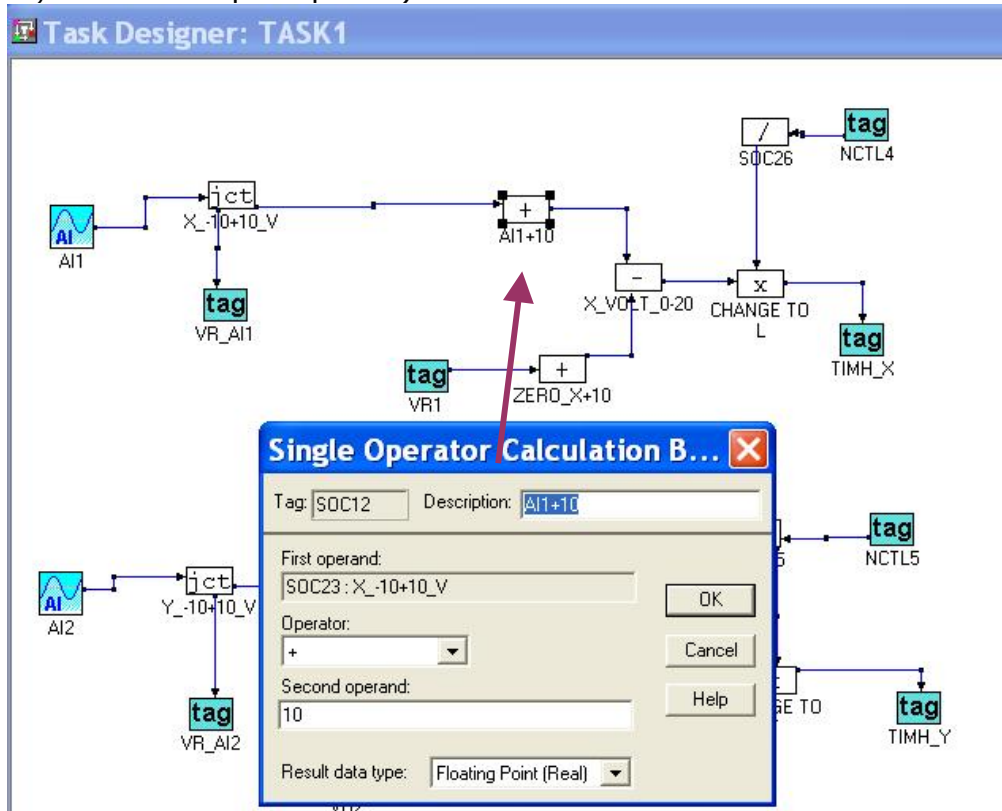 Task Designer: TASK1
/
SOC26
tag
NCTL4
jct
X_-10+10_V
+
AI1+10
AI
AI1
tag
VR_AI1
-
X_VOLT_0-20
x
CHANGE TO
L
tag
TIMH_X
tag
VR1
+
ZERO_X+10
Single Operator Calculation B...
Tag: SOC12 Description: AI1+10
First operand:
SOC23 : X_-10+10_V
OK
Operator:
+
Cancel
Second operand:
10
Help
Result data type: Floating Point (Real)
tag
NCTL5
AI
AI2
jct
Y_-10+10_V
tag
VR_AI2
GE TO
tag
TIMH_Y